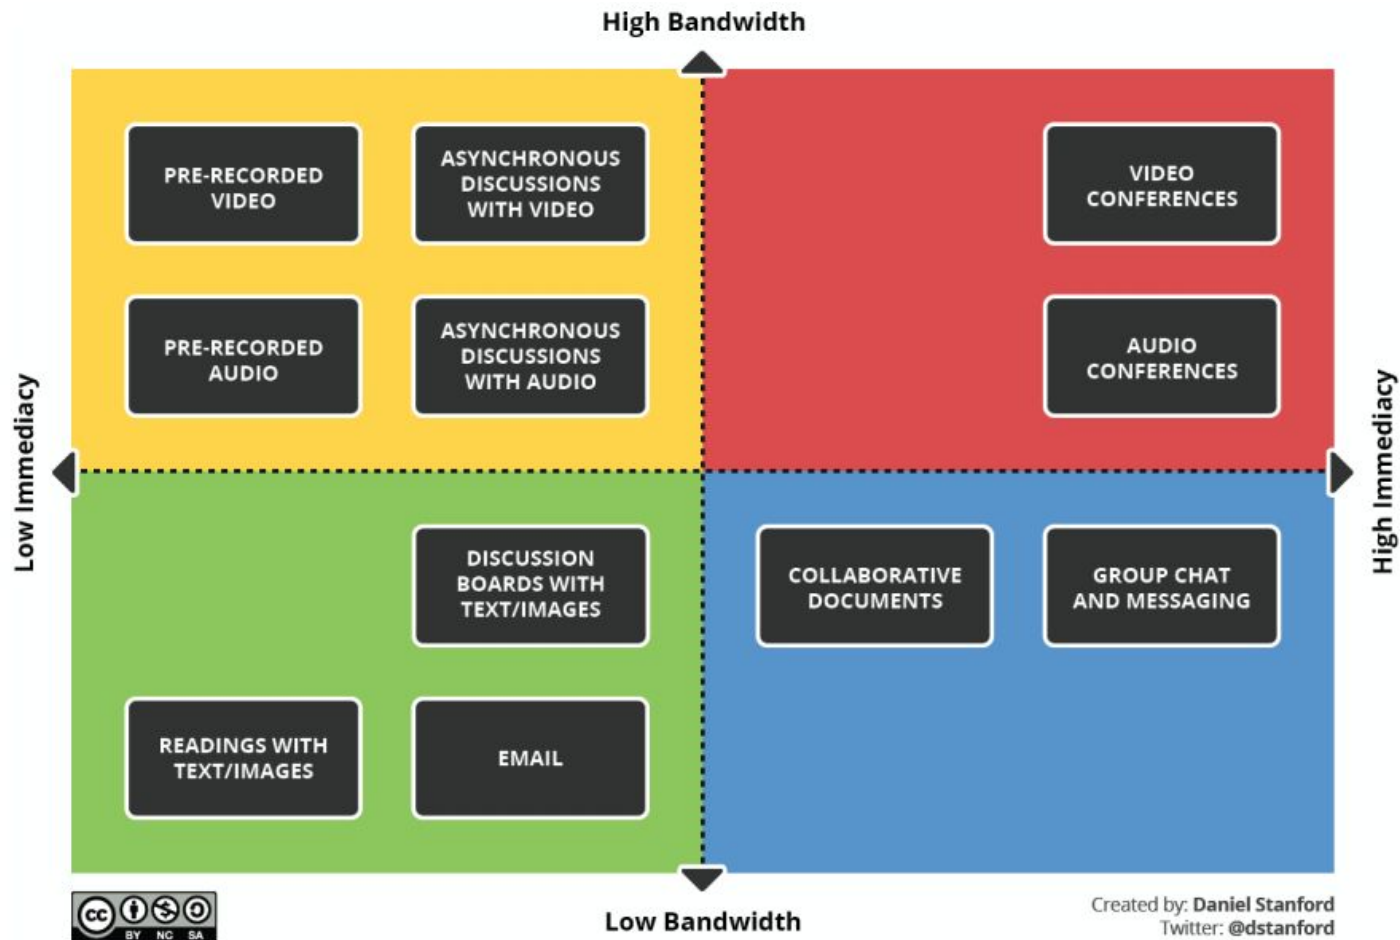 High Bandwidth
PRE-RECORDED
VIDEO
ASYNCHRONOUS
DISCUSSIONS
WITH VIDEO
VIDEO
CONFERENCES
PRE-RECORDED
AUDIO
ASYNCHRONOUS
DISCUSSIONS
WITH AUDIO
AUDIO
CONFERENCES
Low Immediacy
High Immediacy
DISCUSSION
BOARDS WITH
TEXT/IMAGES
COLLABORATIVE
DOCUMENTS
GROUP CHAT
AND MESSAGING
READINGS WITH
TEXT/IMAGES
EMAIL
Low Bandwidth
cc
BY NC SA
Created by: Daniel Stanford
Twitter: @dstanford